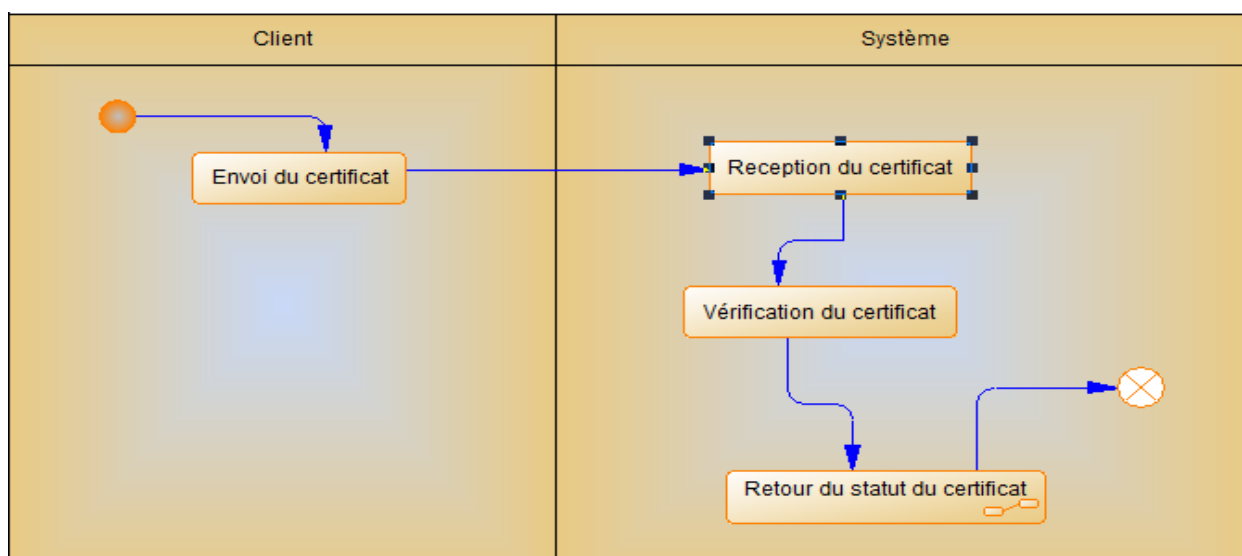 Client
Système
Envoi du certificat
Reception du certificat
Vérification du certificat
Retour du statut du certificat